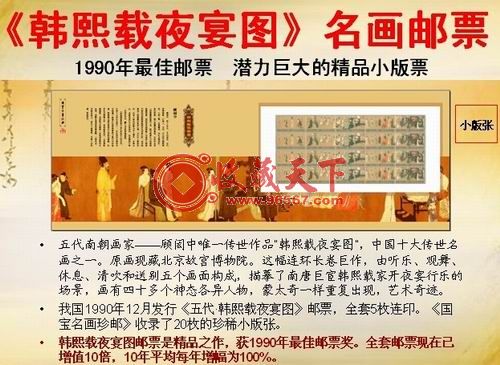 《韩熙载夜宴图》名画邮票
1990年最佳邮票 潜力巨大的精品小版票
小版张
收藏天下
www.96567.com
• 五代南朝画家——顾闳中唯一传世作品"韩熙载夜宴图"，中国十大传世名
画之一。原画现藏北京故宫博物院。这幅连环长卷巨作，由听乐、观舞、
休息、清吹和送别五个画面构成，描摹了南唐巨宦韩熙载家开夜宴行乐的
场景，画有四十多个神态各异人物，蒙太奇一样重复出现，艺术奇迹。
• 我国1990年12月发行《五代·韩熙载夜宴图》邮票，全套5枚连印。《国
宝名画珍邮》收录了20枚的珍稀小版张。
• 韩熙载夜宴图邮票是精品之作，获1990年最佳邮票奖。全套邮票现在已
增值10倍，10年平均每年增幅为100%。